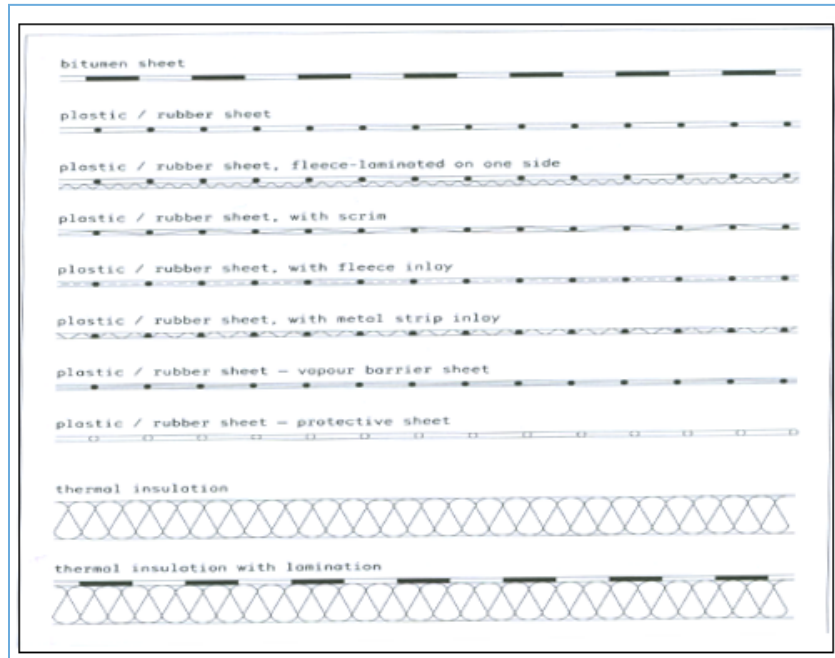 bitumen sheet
plastic / rubber sheet
plastic / rubber sheet, fleece-laminated on one side
plastic / rubber sheet, with scrim
plastic / rubber sheet, with fleece inlay
plastic / rubber sheet, with metal strip inlay
plastic / rubber sheet – vapour barrier sheet
plastic / rubber sheet – protective sheet
thermal insulation
thermal insulation with lamination